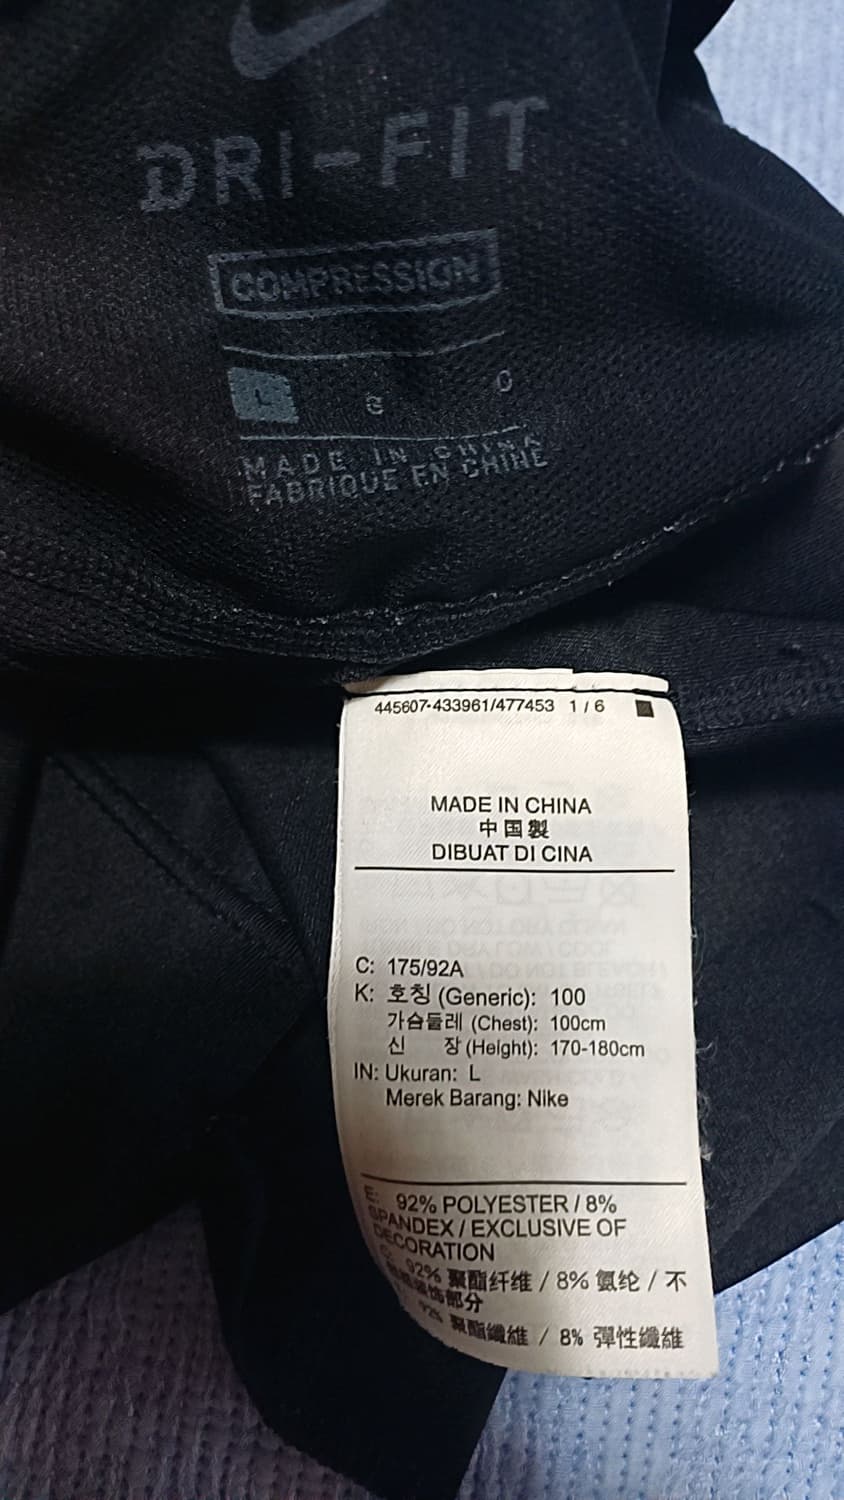 DRI-FIT
COMPRESSION
L G G
MADE IN CHINA
FABRIQUE EN CHINE
445607-433961/477453 1 / 6
MADE IN CHINA
中国製
DIBUAT DI CINA
C: 175/92A
K: 호칭 (Generic): 100
가슴둘레 (Chest): 100cm
신 장 (Height): 170-180cm
IN: Ukuran: L
Merek Barang: Nike
E: 92% POLYESTER / 8%
SPANDEX / EXCLUSIVE OF
DECORATION
92% 聚酯纤维 / 8% 氨纶 / 不
饰部分
92% 聚酯纖維 / 8% 彈性纖維